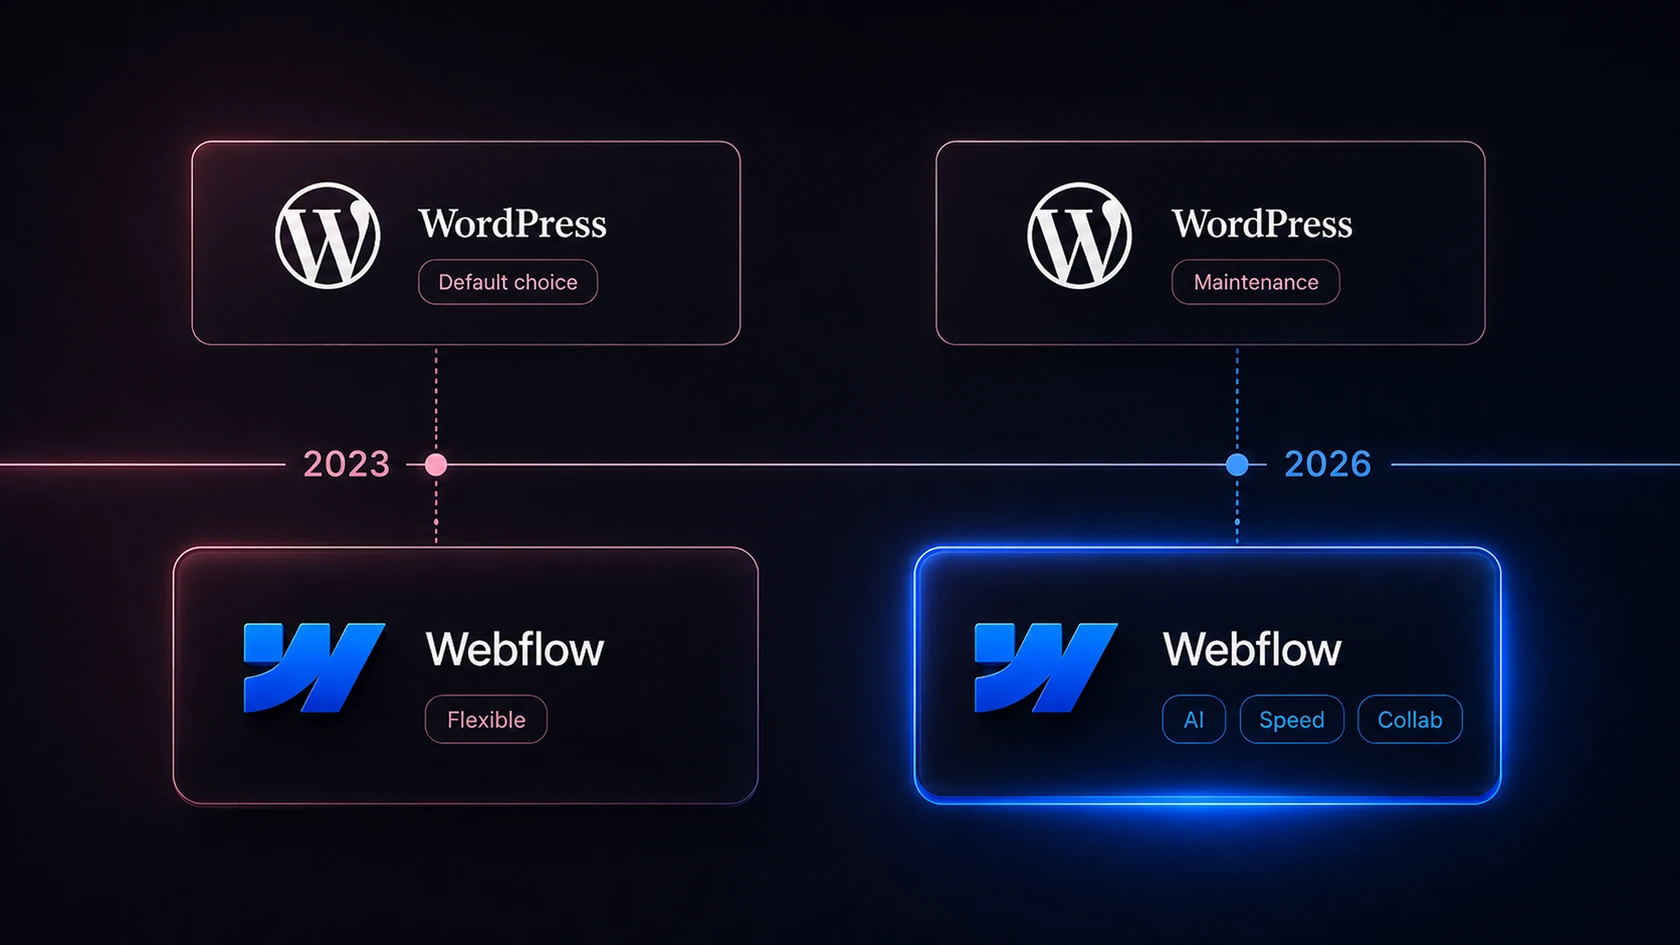 WordPress
Default choice
WordPress
Maintenance
2023
2026
Webflow
Flexible
Webflow
AI
Speed
Collab